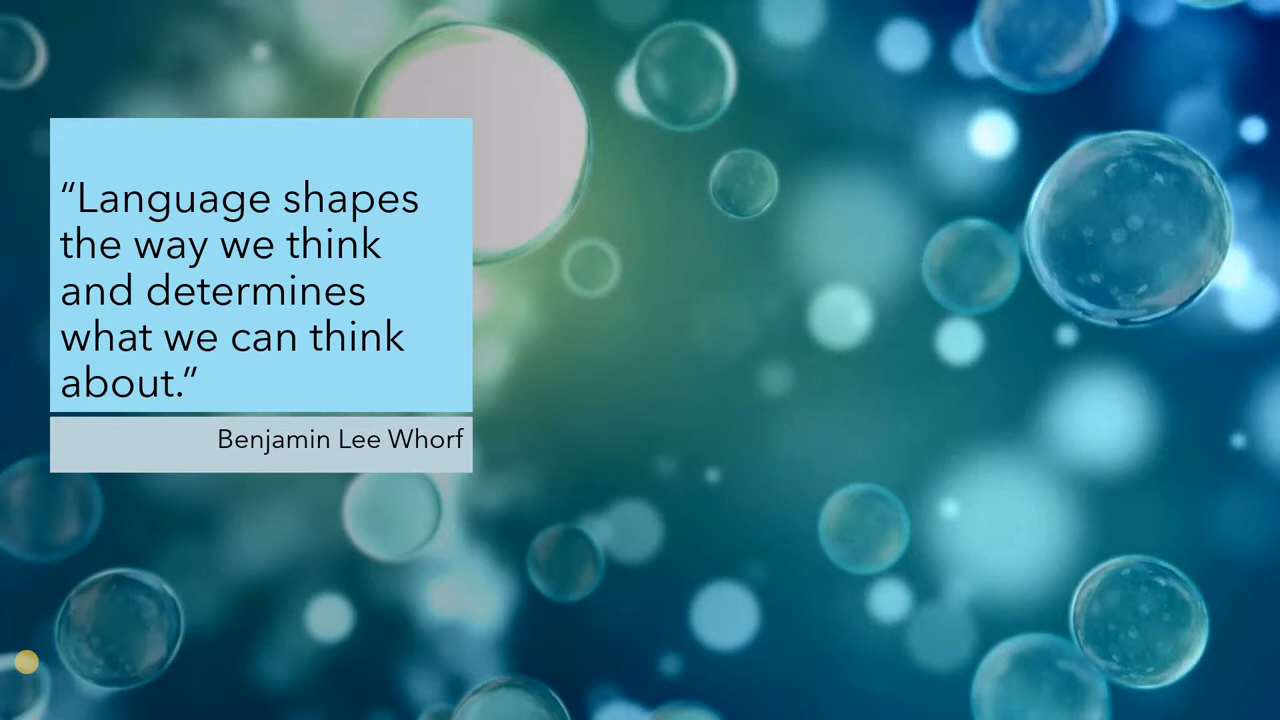 “Language shapes
the way we think
and determines
what we can think
about.”
Benjamin Lee Whorf